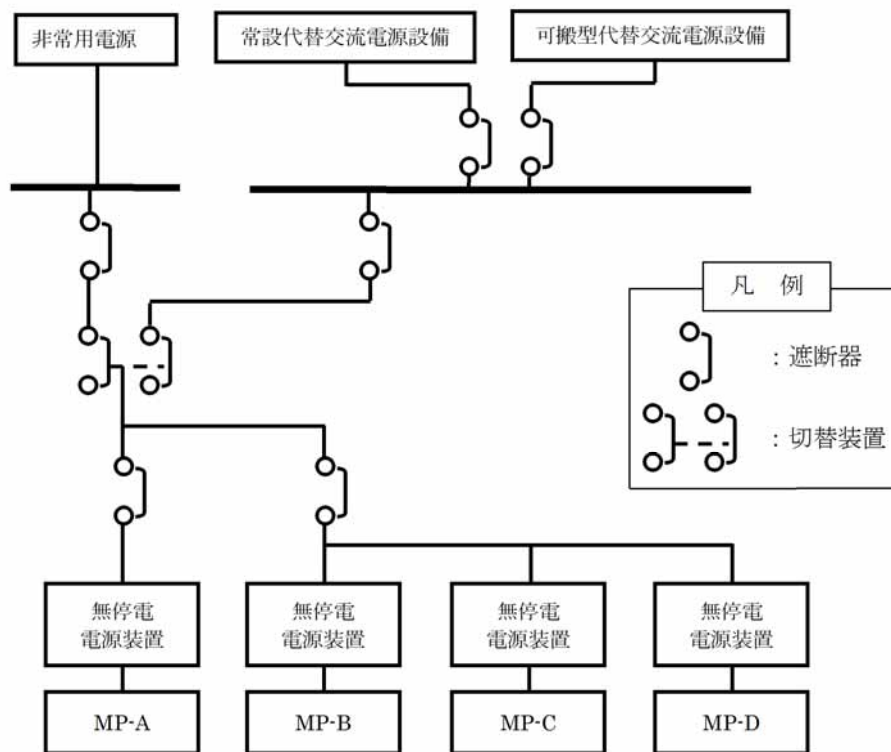 非常用電源
常設代替交流電源設備
可搬型代替交流電源設備
凡 例
：遮断器
：切替装置
無停電
電源装置
無停電
電源装置
無停電
電源装置
無停電
電源装置
MP-A
MP-B
MP-C
MP-D